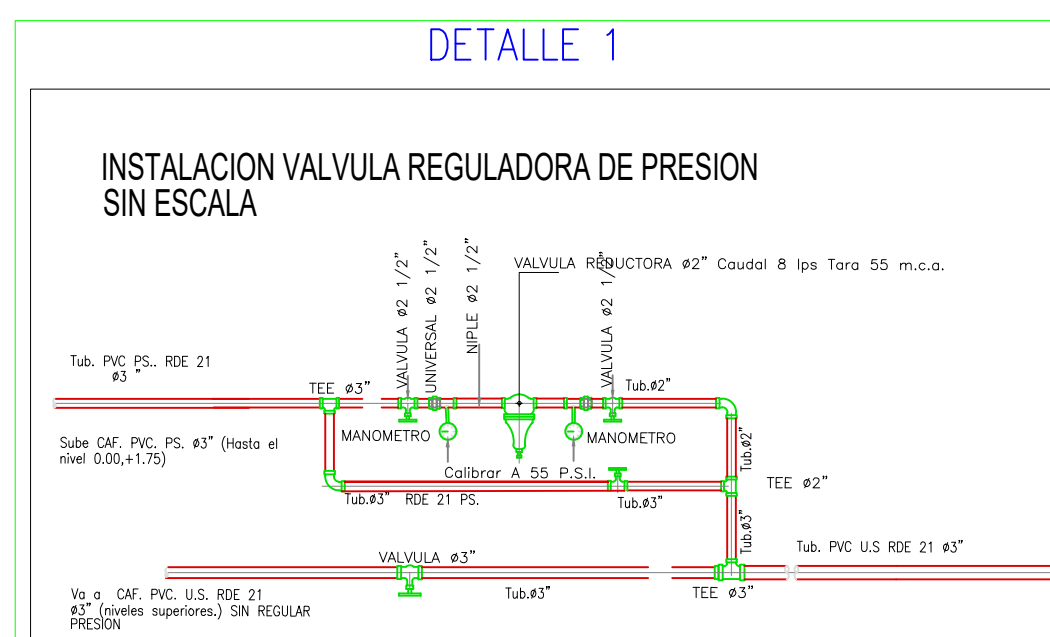 DETALLE 1
INSTALACION VALVULA REGULADORA DE PRESION
SIN ESCALA
VALVULA ø2 1/2"
UNIVERSAL ø2 1/2"
NIPLE ø2 1/2"
VALVULA REDUCTORA ø2" Caudal 8 lps Tara 55 m.c.a.
VALVULA ø2 1/2"
Tub. PVC PS.. RDE 21
ø3 "
TEE ø3"
Tub.ø2"
Sube CAF. PVC. PS. ø3" (Hasta el
nivel 0.00,+1.75)
MANOMETRO
MANOMETRO
Calibrar A 55 P.S.I.
Tub.ø2"
TEE ø2"
Tub.ø3" RDE 21 PS.
Tub.ø3"
Tub.ø3"
Tub. PVC U.S RDE 21 ø3"
VALVULA ø3"
Va a CAF. PVC. U.S. RDE 21
ø3" (niveles superiores.) SIN REGULAR
PRESION
Tub.ø3"
TEE ø3"